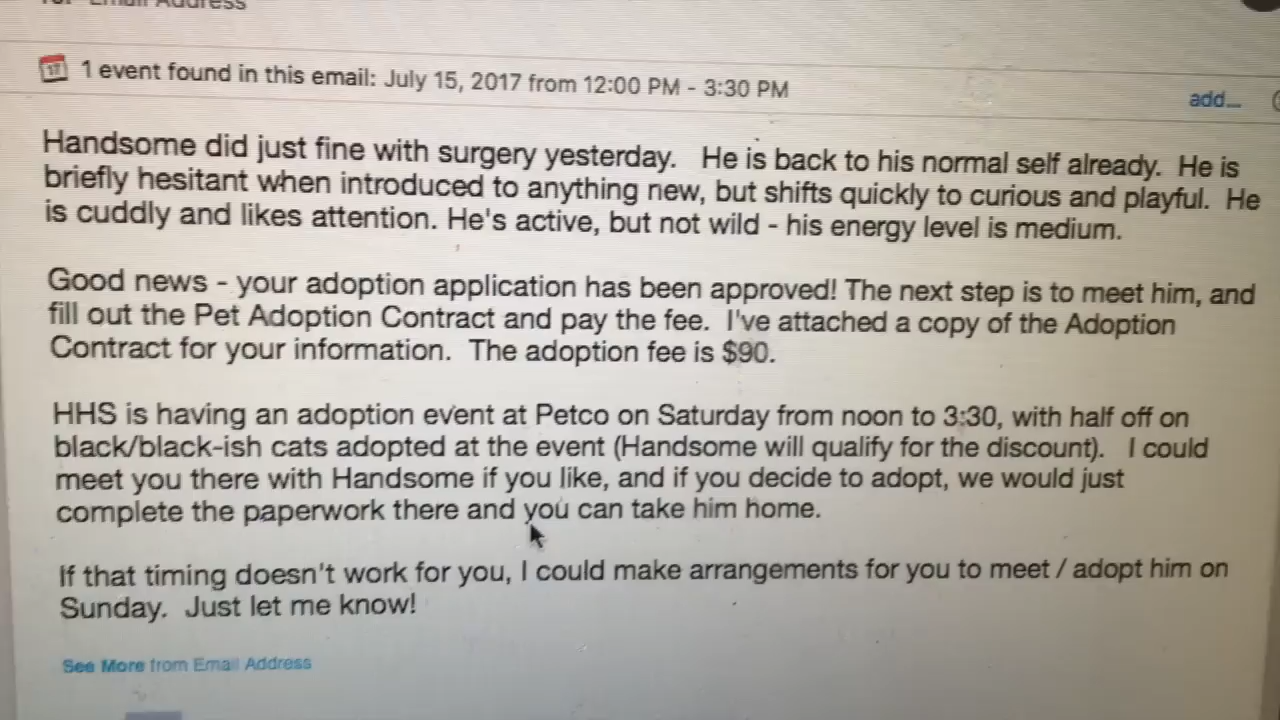 1 event found in this email: July 15, 2017 from 12:00 PM - 3:30 PM
add...
Handsome did just fine with surgery yesterday. He is back to his normal self already. He is
briefly hesitant when introduced to anything new, but shifts quickly to curious and playful. He
is cuddly and likes attention. He's active, but not wild - his energy level is medium.
Good news - your adoption application has been approved! The next step is to meet him, and
fill out the Pet Adoption Contract and pay the fee. I've attached a copy of the Adoption
Contract for your information. The adoption fee is $90.
HHS is having an adoption event at Petco on Saturday from noon to 3:30, with half off on
black/black-ish cats adopted at the event (Handsome will qualify for the discount). I could
meet you there with Handsome if you like, and if you decide to adopt, we would just
complete the paperwork there and you can take him home.
If that timing doesn't work for you, I could make arrangements for you to meet / adopt him on
Sunday. Just let me know!
See More from Email Address